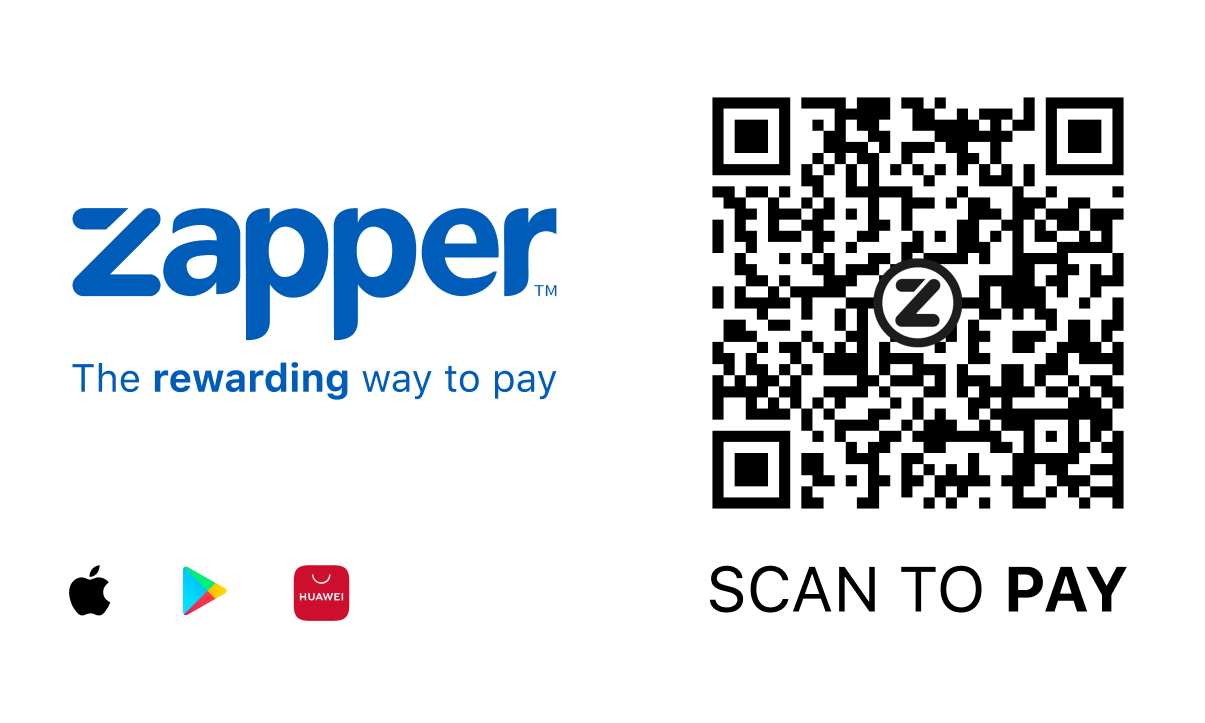 zapper™
The rewarding way to pay
HUAWEI
SCAN TO PAY